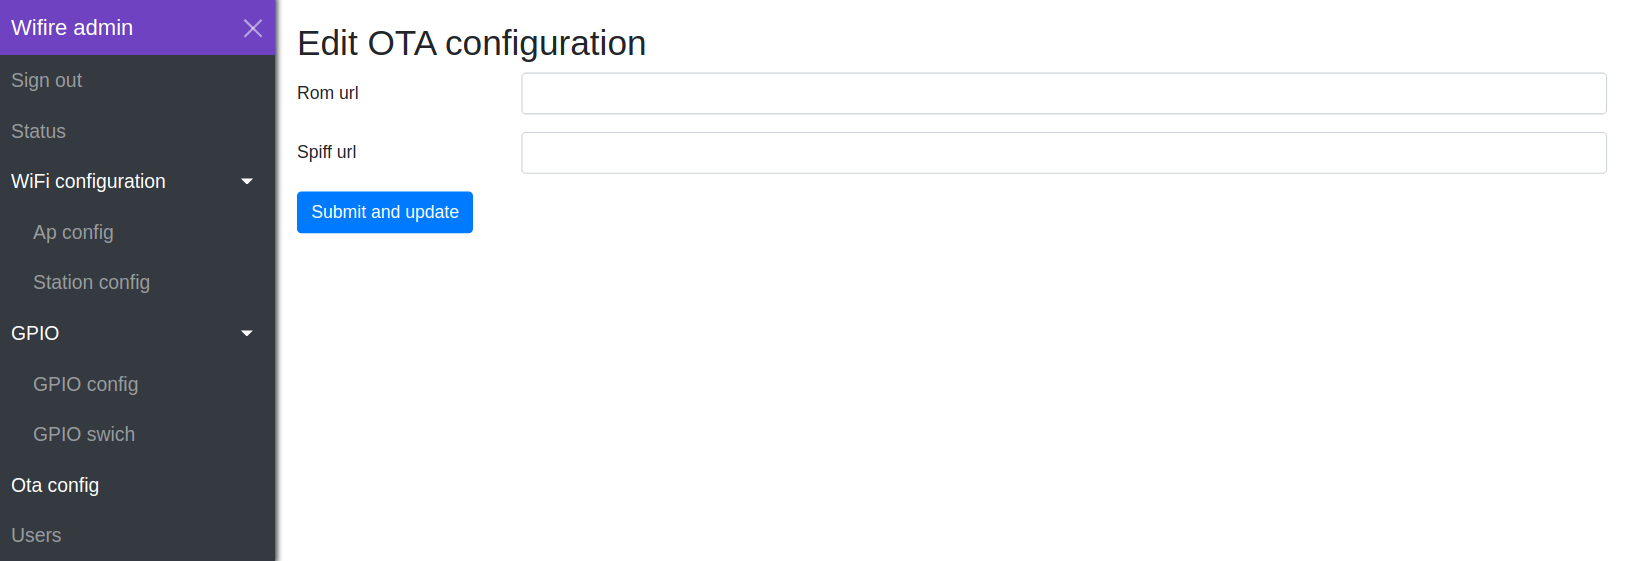 Wifire admin
Sign out
Status
WiFi configuration
Ap config
Station config
GPIO
GPIO config
GPIO swich
Ota config
Users
Edit OTA configuration
Rom url
Spiff url
Submit and update